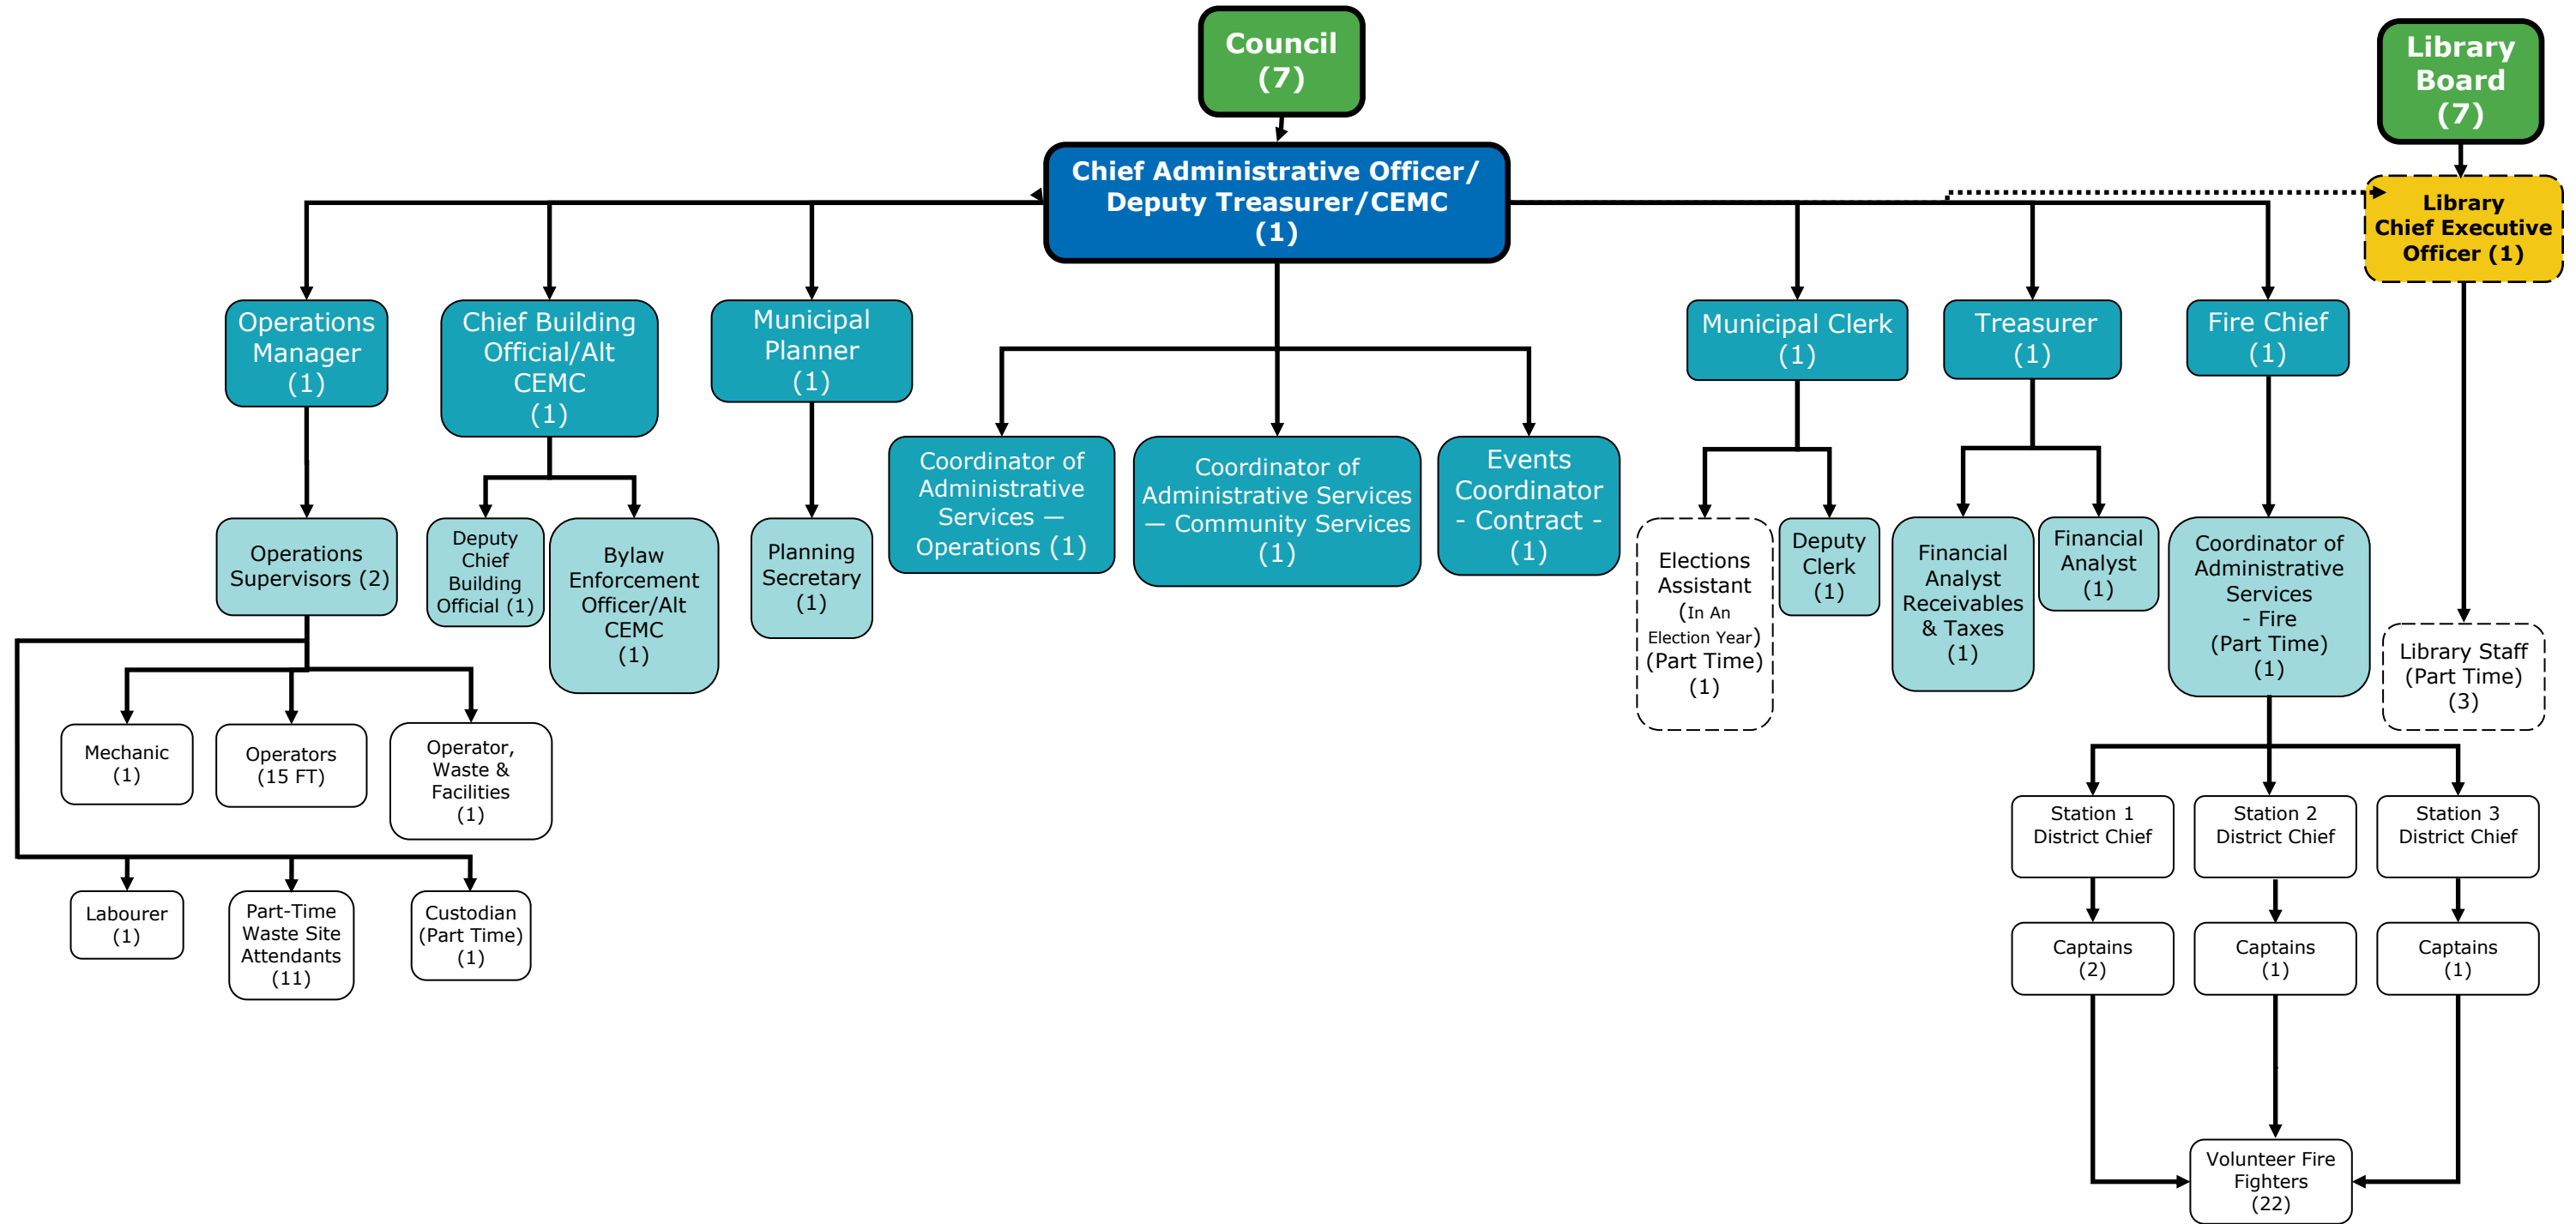 Council
(7)
Library
Board
(7)
Chief Administrative Officer/
Deputy Treasurer/CEMC
(1)
Library
Chief Executive
Officer (1)
Operations
Manager
(1)
Chief Building
Official/Alt
CEMC
(1)
Municipal
Planner
(1)
Municipal Clerk
(1)
Treasurer
(1)
Fire Chief
(1)
Coordinator of
Administrative
Services —
Operations (1)
Coordinator of
Administrative Services
— Community Services
(1)
Events
Coordinator
- Contract -
(1)
Operations
Supervisors (2)
Deputy
Chief
Building
Official (1)
Bylaw
Enforcement
Officer/Alt
CEMC
(1)
Planning
Secretary
(1)
Elections
Assistant
(In An
Election Year)
(Part Time)
(1)
Deputy
Clerk
(1)
Financial
Analyst
Receivables
& Taxes
(1)
Financial
Analyst
(1)
Coordinator of
Administrative
Services
- Fire
(Part Time)
(1)
Library Staff
(Part Time)
(3)
Mechanic
(1)
Operators
(15 FT)
Operator,
Waste &
Facilities
(1)
Labourer
(1)
Part-Time
Waste Site
Attendants
(11)
Custodian
(Part Time)
(1)
Station 1
District Chief
Station 2
District Chief
Station 3
District Chief
Captains
(2)
Captains
(1)
Captains
(1)
Volunteer Fire
Fighters
(22)